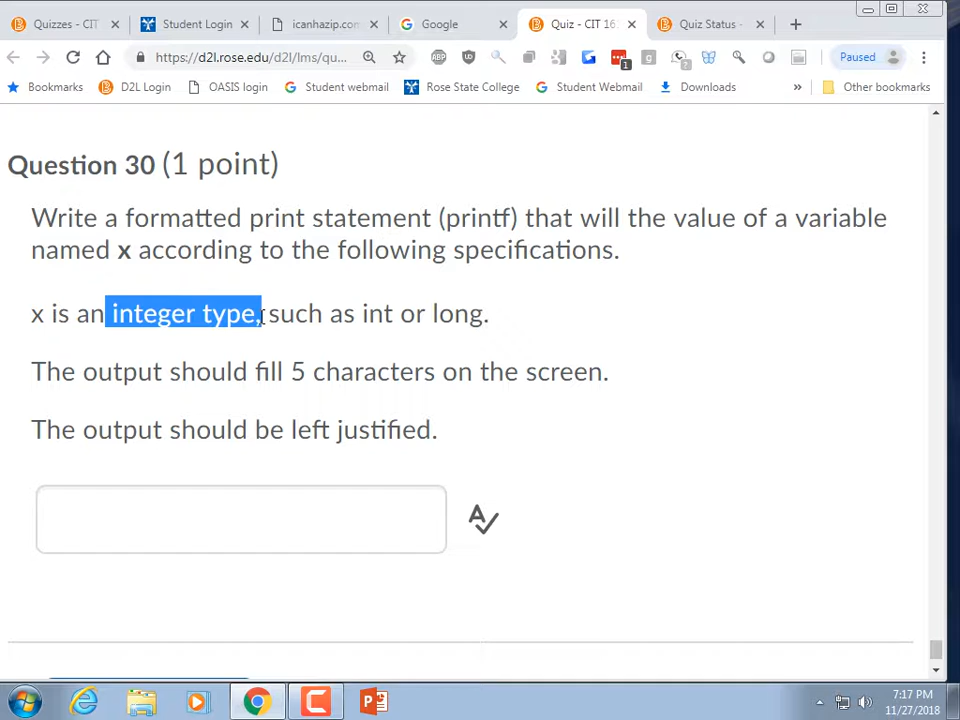 Quizzes - CIT
Student Login
icanhazip.com
Google
Quiz - CIT 16
Quiz Status -
https://d2l.rose.edu/d2l/lms/qu...
ABP
1
g
?
Paused
Bookmarks
D2L Login
OASIS login
Student webmail
Rose State College
Student Webmail
Downloads
»
Other bookmarks
Question 30 (1 point)
Write a formatted print statement (printf) that will the value of a variable
named x according to the following specifications.
x is an integer type, such as int or long.
The output should fill 5 characters on the screen.
The output should be left justified.
7:17 PM
11/27/2018